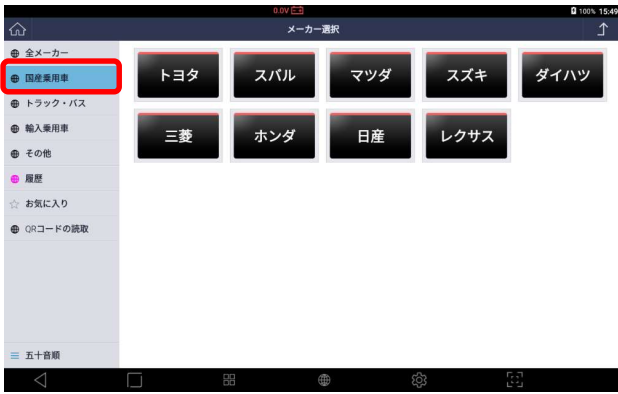 0.0V
100% 15:49
メーカー選択
全メーカー
国産乗用車
トラック・バス
輸入乗用車
その他
履歴
お気に入り
QRコードの読取
五十音順
トヨタ スバル マツダ スズキ ダイハツ
三菱 ホンダ 日産 レクサス